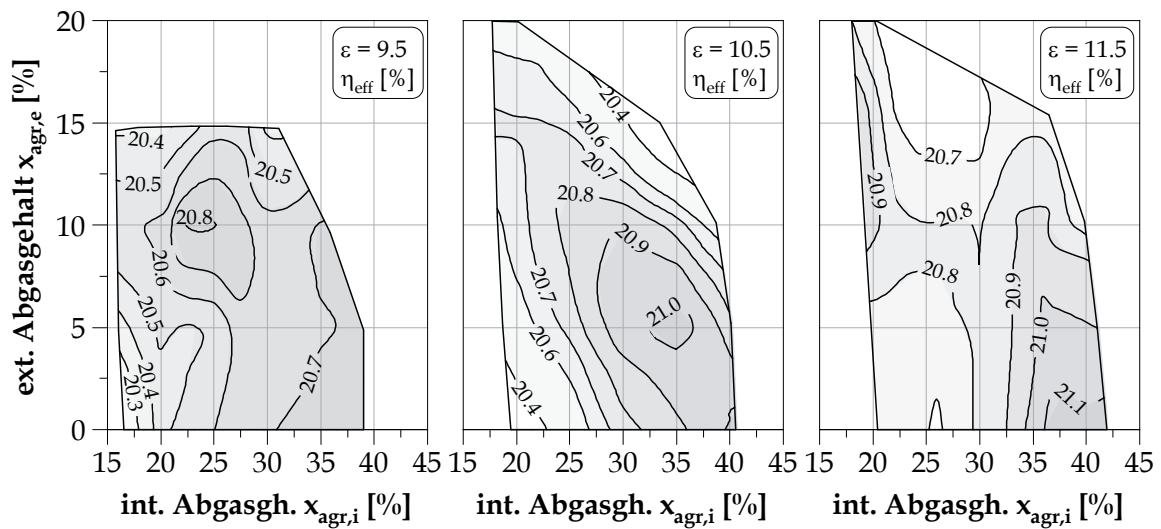 ε = 9.5
η_eff [%]
ε = 10.5
η_eff [%]
ε = 11.5
η_eff [%]
ext. Abgasgehalt x_agr,e [%]
20
15
10
5
0
20.4
20.5
20.5
20.8
20.6
20.5
20.4
20.3
20.7
20.4
20.6
20.7
20.8
20.9
21.0
20.7
20.6
20.4
20.7
20.9
20.8
20.8
20.9
21.0
21.1
15 20 25 30 35 40 45
15 20 25 30 35 40 45
15 20 25 30 35 40 45
int. Abgasgh. x_agr,i [%]
int. Abgasgh. x_agr,i [%]
int. Abgasgh. x_agr,i [%]